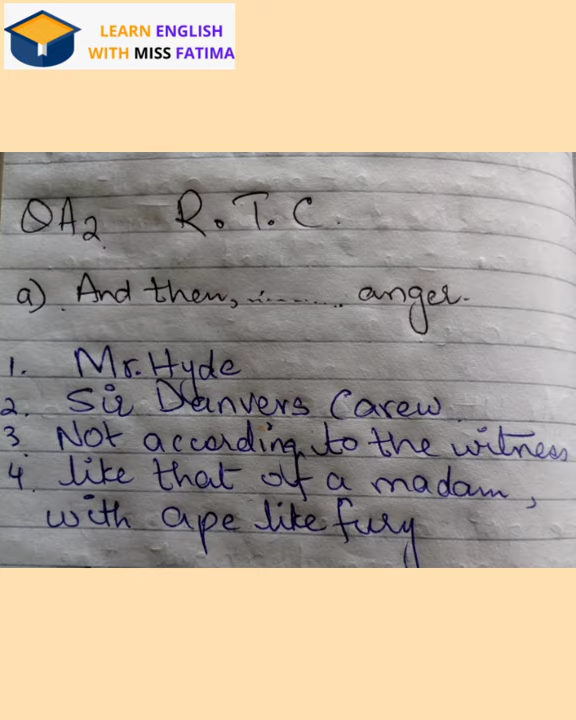 LEARN ENGLISH
WITH MISS FATIMA
QA2 R.T.C.
a) And then, ........... anger.
1. Mr. Hyde
2. Sir Danvers Carew
3 Not according to the witness
4. like that of a madam,
with ape like fury